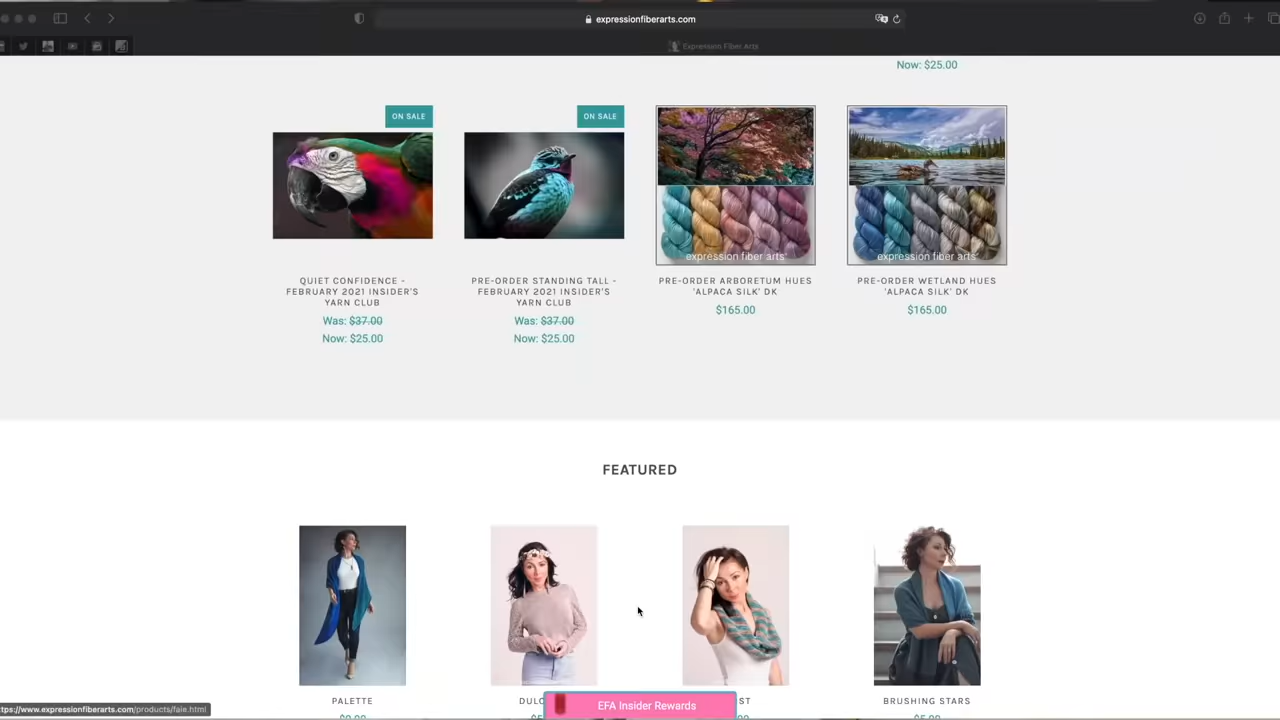 expressionfiberarts.com
Expression Fiber Arts
Now: $25.00
ON SALE
ON SALE
expression fiber arts
expression fiber arts
QUIET CONFIDENCE -
FEBRUARY 2021 INSIDER'S
YARN CLUB
Was: $37.00
Now: $25.00
PRE-ORDER STANDING TALL -
FEBRUARY 2021 INSIDER'S
YARN CLUB
Was: $37.00
Now: $25.00
PRE-ORDER ARBORETUM HUES
'ALPACA SILK' DK
$165.00
PRE-ORDER WETLAND HUES
'ALPACA SILK' DK
$165.00
FEATURED
PALETTE
BRUSHING STARS
EFA Insider Rewards
ttps://www.expressionfiberarts.com/products/faie.html